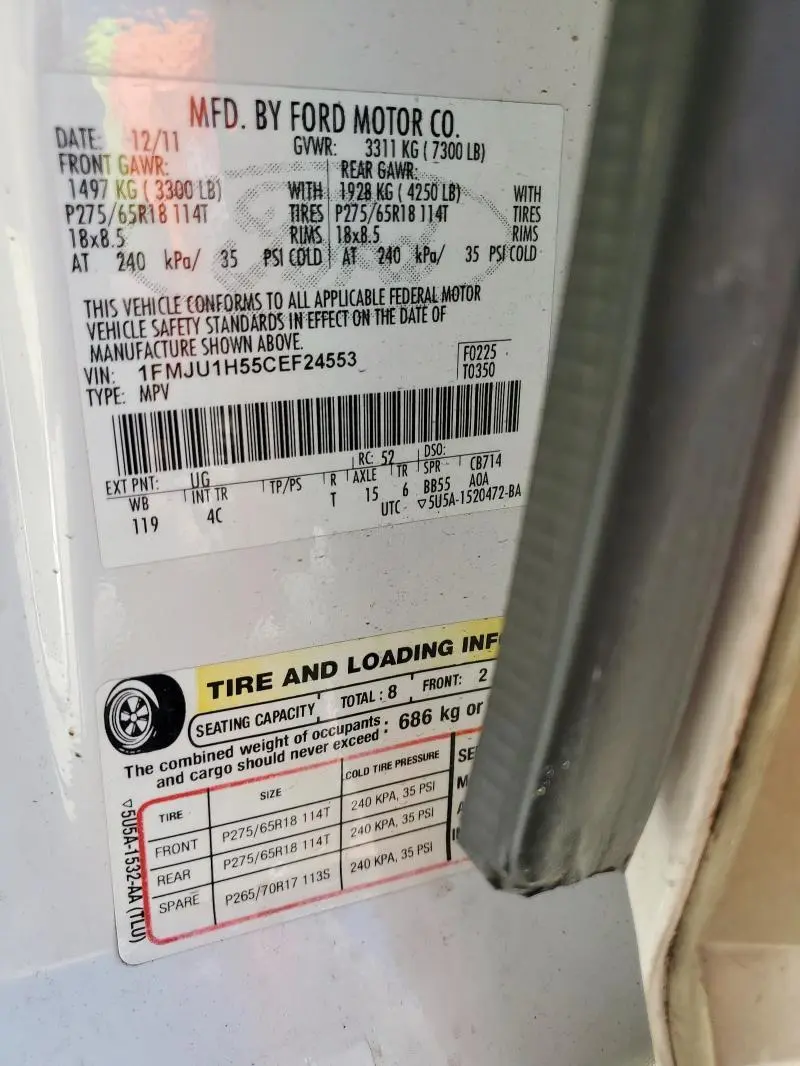 MFD. BY FORD MOTOR CO.
DATE: 12/11 GVWR: 3311 KG ( 7300 LB)
FRONT GAWR: REAR GAWR:
1497 KG ( 3300 LB) WITH 1928 KG ( 4250 LB) WITH
P275/65R18 114T TIRES P275/65R18 114T TIRES
18x8.5 RIMS 18x8.5 RIMS
AT 240 kPa/ 35 PSI COLD AT 240 kPa/ 35 PSI COLD
THIS VEHICLE CONFORMS TO ALL APPLICABLE FEDERAL MOTOR
VEHICLE SAFETY STANDARDS IN EFFECT ON THE DATE OF
MANUFACTURE SHOWN ABOVE.
VIN: 1FMJU1H55CEF24553 F0225
TYPE: MPV T0350
EXT PNT: UG RC: 52 DSO:
WB INT TR TP/PS R AXLE TR SPR CB714
119 4C T 15 6 BB55 A0A
UTC ▽5U5A-1520472-BA
TIRE AND LOADING INF
SEATING CAPACITY TOTAL : 8 FRONT: 2
The combined weight of occupants : 686 kg or
and cargo should never exceed :
TIRE SIZE COLD TIRE PRESSURE SE
FRONT P275/65R18 114T 240 KPA, 35 PSI
REAR P275/65R18 114T 240 KPA, 35 PSI
SPARE P265/70R17 113S 240 KPA, 35 PSI
▽5U5A-1532-AA (TLU)